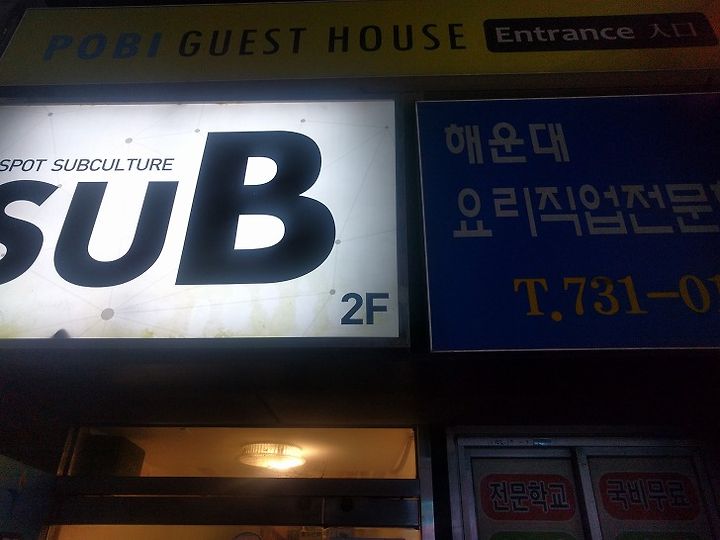 POBI GUEST HOUSE Entrance 入口
SPOT SUBCULTURE
SUB
2F
해운대
요리직업전문
T.731-01
전문학교
국비무료